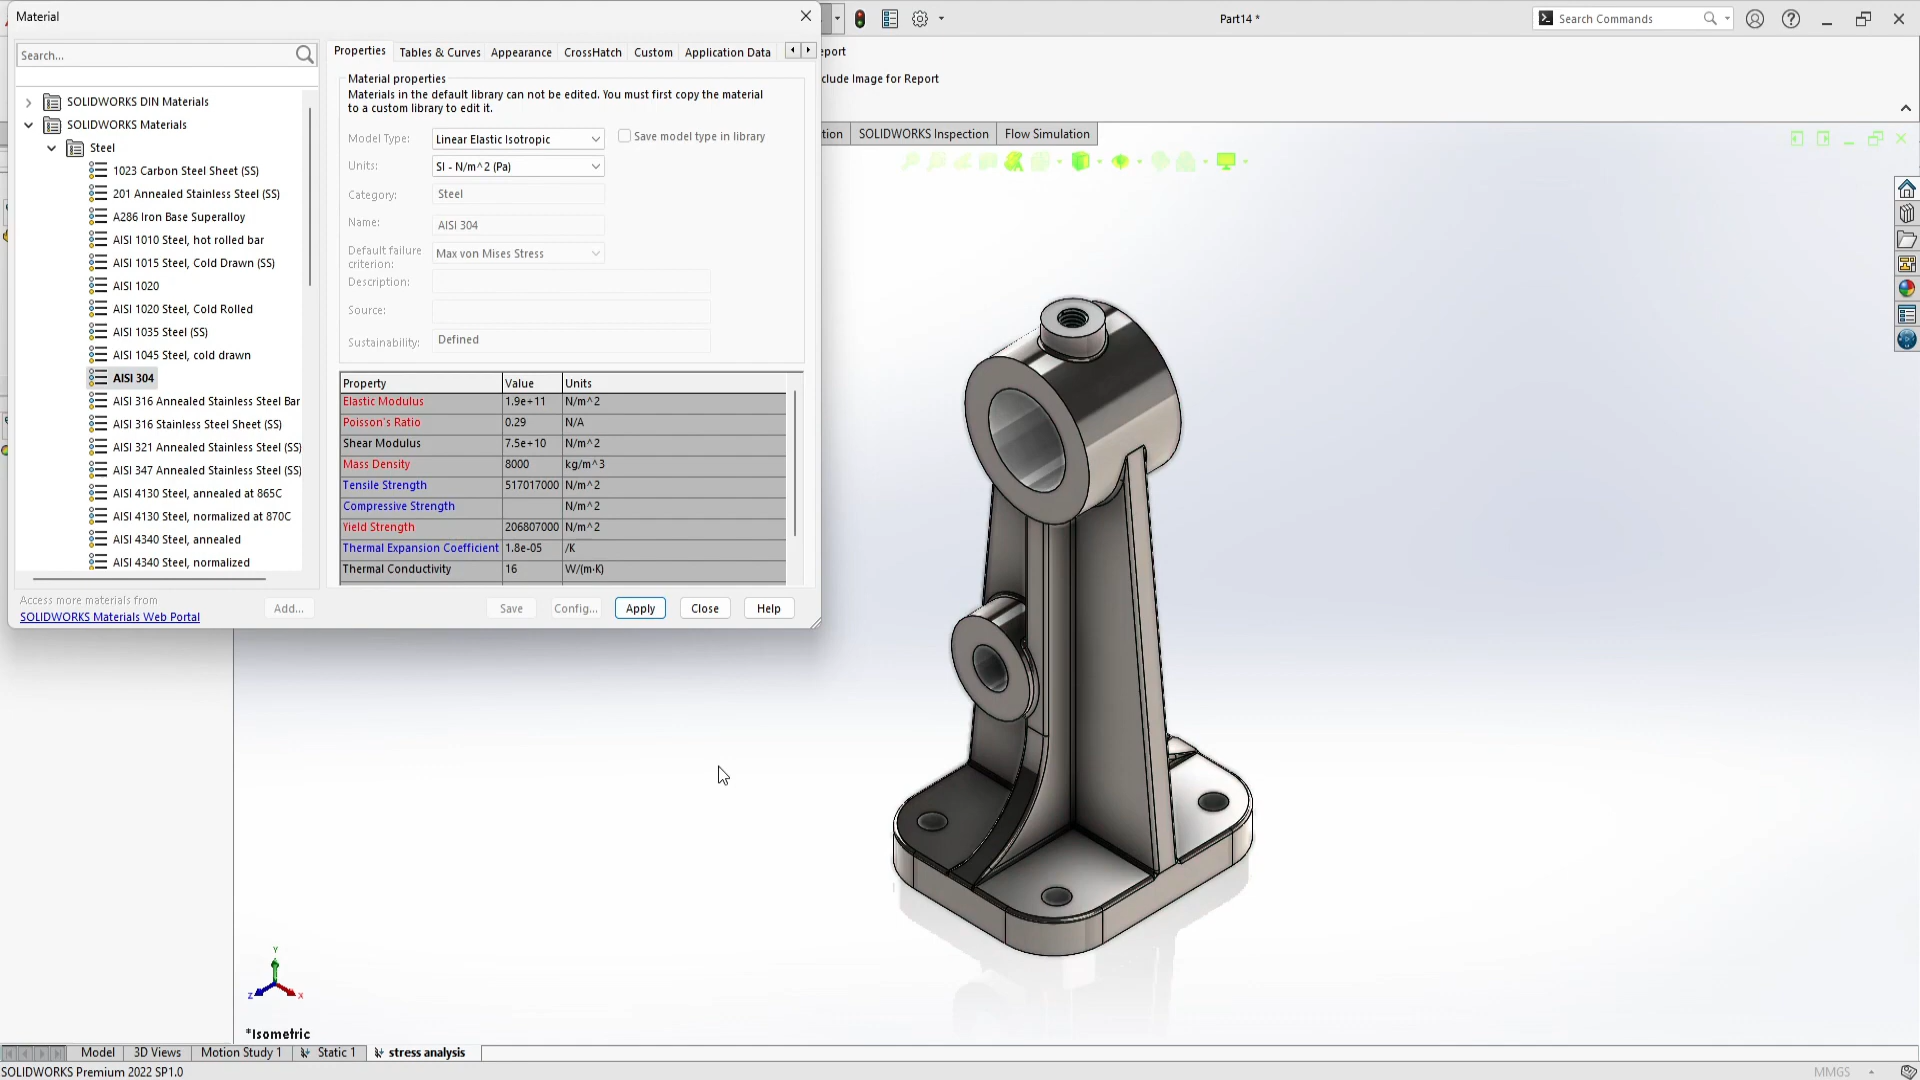 Material
Part14 *
Search Commands
Search...
Properties
Tables & Curves
Appearance
CrossHatch
Custom
Application Data
port
clude Image for Report
tion
SOLIDWORKS Inspection
Flow Simulation
SOLIDWORKS DIN Materials
SOLIDWORKS Materials
Steel
1023 Carbon Steel Sheet (SS)
201 Annealed Stainless Steel (SS)
A286 Iron Base Superalloy
AISI 1010 Steel, hot rolled bar
AISI 1015 Steel, Cold Drawn (SS)
AISI 1020
AISI 1020 Steel, Cold Rolled
AISI 1035 Steel (SS)
AISI 1045 Steel, cold drawn
AISI 304
AISI 316 Annealed Stainless Steel Bar
AISI 316 Stainless Steel Sheet (SS)
AISI 321 Annealed Stainless Steel (SS)
AISI 347 Annealed Stainless Steel (SS)
AISI 4130 Steel, annealed at 865C
AISI 4130 Steel, normalized at 870C
AISI 4340 Steel, annealed
AISI 4340 Steel, normalized
Access more materials from
SOLIDWORKS Materials Web Portal
Add...
Material properties
Materials in the default library can not be edited. You must first copy the material
to a custom library to edit it.
Model Type: Linear Elastic Isotropic
Save model type in library
Units: SI - N/m^2 (Pa)
Category: Steel
Name: AISI 304
Default failure
criterion: Max von Mises Stress
Description:
Source:
Sustainability: Defined
Property Value Units
Elastic Modulus 1.9e+11 N/m^2
Poisson's Ratio 0.29 N/A
Shear Modulus 7.5e+10 N/m^2
Mass Density 8000 kg/m^3
Tensile Strength 517017000 N/m^2
Compressive Strength N/m^2
Yield Strength 206807000 N/m^2
Thermal Expansion Coefficient 1.8e-05 /K
Thermal Conductivity 16 W/(m·K)
Save
Config...
Apply
Close
Help
Y
Z
X
*Isometric
Model
3D Views
Motion Study 1
Static 1
stress analysis
SOLIDWORKS Premium 2022 SP1.0
MMGS